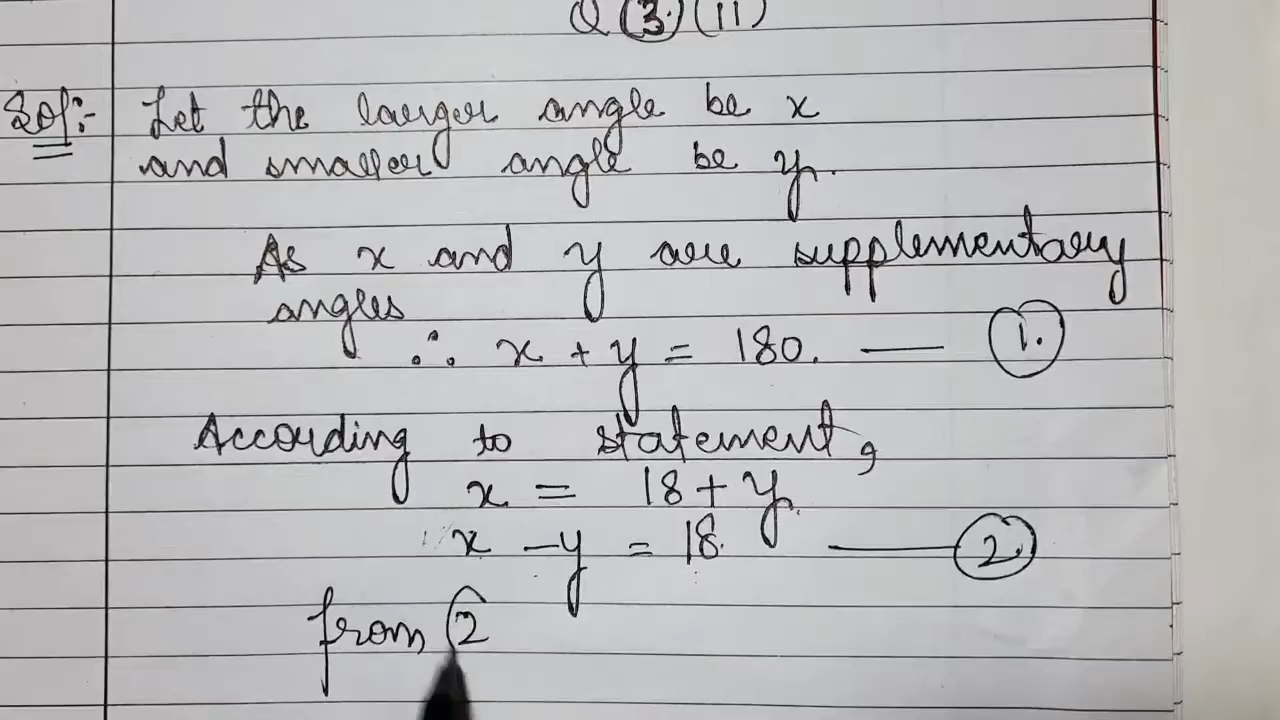 Q (3.) (ii)
Sol:- Let the larger angle be x
and smaller angle be y.
As x and y are supplementary
angles
∴ x + y = 180. — (1.)
According to statement,
x = 18 + y.
x - y = 18. — (2.)
from (2